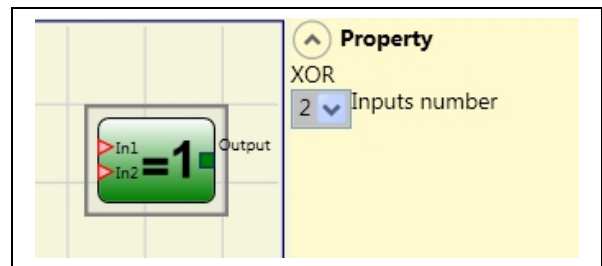 Property
XOR
2 Inputs number
In1
In2
=1
Output